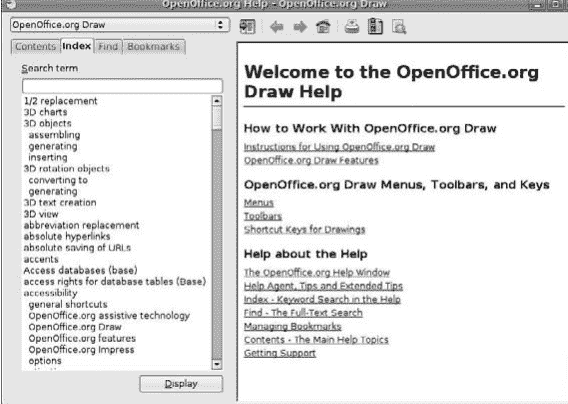 OpenOffice.org Help - OpenOffice.org Draw
OpenOffice.org Draw
Contents Index Find Bookmarks
Search term
1/2 replacement
3D charts
3D objects
assembling
generating
inserting
3D rotation objects
converting to
generating
3D text creation
3D view
abbreviation replacement
absolute hyperlinks
absolute saving of URLs
accents
Access databases (base)
access rights for database tables (Base)
accessibility
general shortcuts
OpenOffice.org assistive technology
OpenOffice.org Draw
OpenOffice.org features
OpenOffice.org Impress
options
Display
Welcome to the OpenOffice.org
Draw Help
How to Work With OpenOffice.org Draw
Instructions for Using OpenOffice.org Draw
OpenOffice.org Draw Features
OpenOffice.org Draw Menus, Toolbars, and Keys
Menus
Toolbars
Shortcut Keys for Drawings
Help about the Help
The OpenOffice.org Help Window
Help Agent, Tips and Extended Tips
Index - Keyword Search in the Help
Find - The Full-Text Search
Managing Bookmarks
Contents - The Main Help Topics
Getting Support